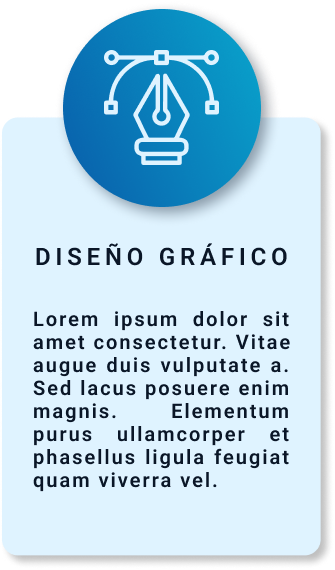 DISEÑO GRÁFICO
Lorem ipsum dolor sit
amet consectetur. Vitae
augue duis vulputate a.
Sed lacus posuere enim
magnis. Elementum
purus ullamcorper et
phasellus ligula feugiat
quam viverra vel.